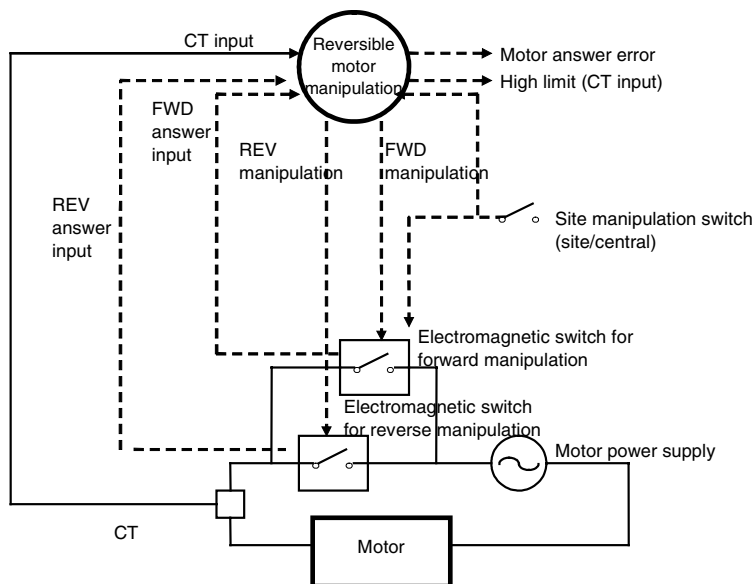 CT input
Reversible
motor
manipulation
Motor answer error
High limit (CT input)
FWD
answer
input
REV
manipulation
FWD
manipulation
REV
answer
input
Site manipulation switch
(site/central)
Electromagnetic switch for
forward manipulation
Electromagnetic switch
for reverse manipulation
Motor power supply
CT
Motor